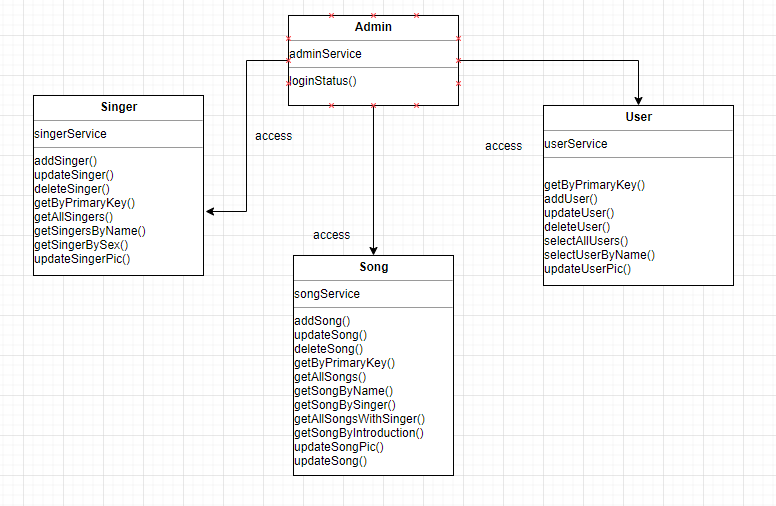 Admin
adminService
loginStatus()
access
Singer
singerService
addSinger()
updateSinger()
deleteSinger()
getByPrimaryKey()
getAllSingers()
getSingersByName()
getSingerBySex()
updateSingerPic()
access
User
userService
getByPrimaryKey()
addUser()
updateUser()
deleteUser()
selectAllUsers()
selectUserByName()
updateUserPic()
access
Song
songService
addSong()
updateSong()
deleteSong()
getByPrimaryKey()
getAllSongs()
getSongByName()
getSongBySinger()
getAllSongsWithSinger()
getSongByIntroduction()
updateSongPic()
updateSong()